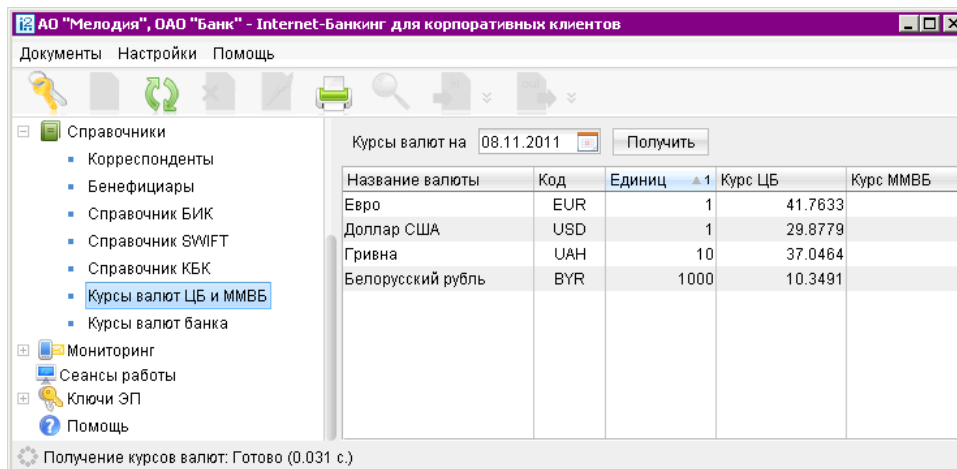 АО "Мелодия", ОАО "Банк" - Internet-Банкинг для корпоративных клиентов
Документы Настройки Помощь
in out
Справочники
Корреспонденты
Бенефициары
Справочник БИК
Справочник SWIFT
Справочник КБК
Курсы валют ЦБ и ММВБ
Курсы валют банка
Мониторинг
Сеансы работы
Ключи ЭП
Помощь
Курсы валют на 08.11.2011 Получить
Название валюты Код Единиц 1 Курс ЦБ Курс ММВБ
Евро EUR 1 41.7633
Доллар США USD 1 29.8779
Гривна UAH 10 37.0464
Белорусский рубль BYR 1000 10.3491
Получение курсов валют: Готово (0.031 с.)